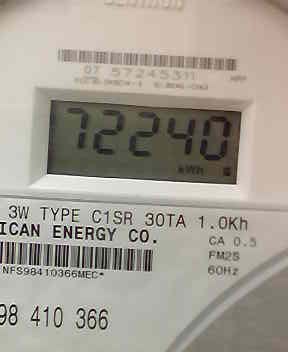 07 57245311
72240
kWh
3W TYPE C1SR 30TA 1.0Kh
ICAN ENERGY CO.
CA 0.5
FM2S
60Hz
NFS98410366MEC*
98 410 366